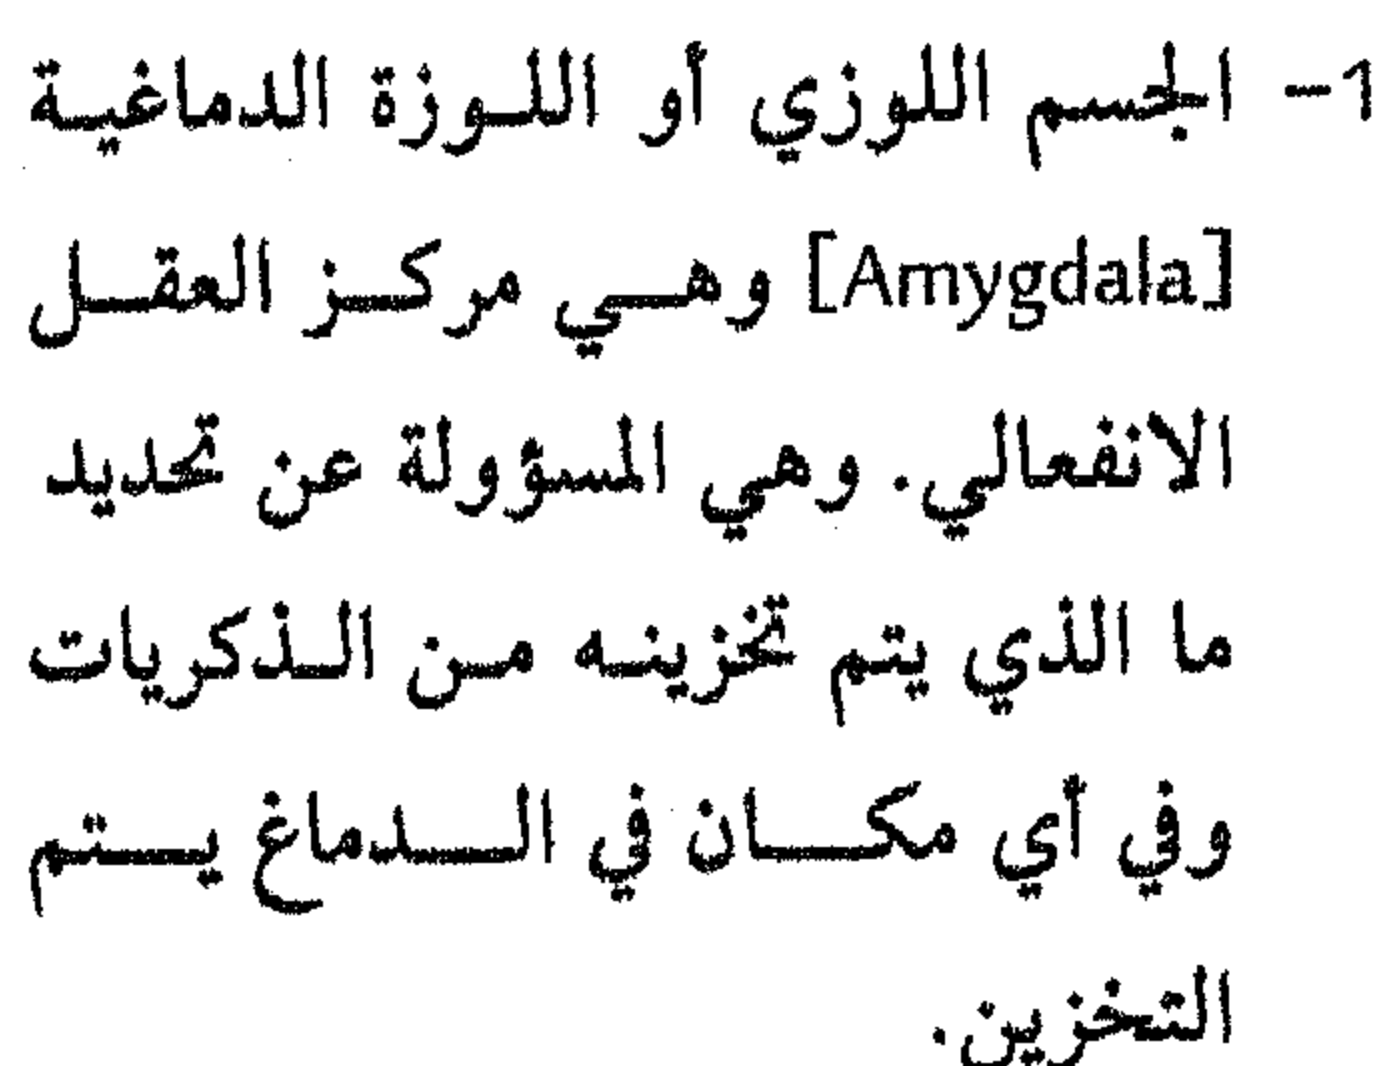 1- الجسم اللوزي أو اللوزة الدماغية
[Amygdala] وهي مركز العقل
الانفعالي. وهي المسؤولة عن تحديد
ما الذي يتم تخزينه من الذكريات
وفي أي مكان في الدماغ يتم
التخزين.